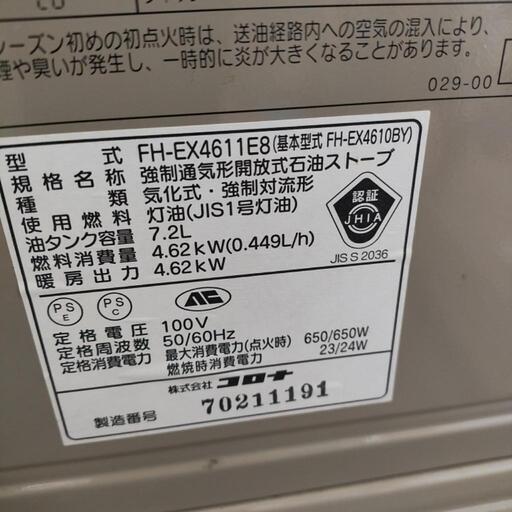 シーズン初めの初点火時は、送油経路内への空気の混入により、
煙や臭いが発生し、一時的に炎が大きくなることがあります。
029-00
型式 FH-EX4611E8(基本型式 FH-EX4610BY)
規格名称 強制通気形開放式石油ストーブ
種類 気化式・強制対流形
使用燃料 灯油(JIS1号灯油)
油タンク容量 7.2L
燃料消費量 4.62kW(0.449L/h)
暖房出力 4.62kW
認証
JHIA
JIS S 2036
PS E
PS C
定格電圧 100V
定格周波数 50/60Hz
定格消費電力 最大消費電力(点火時) 650/650W
燃焼時消費電力 23/24W
株式会社 コロナ
製造番号 70211191